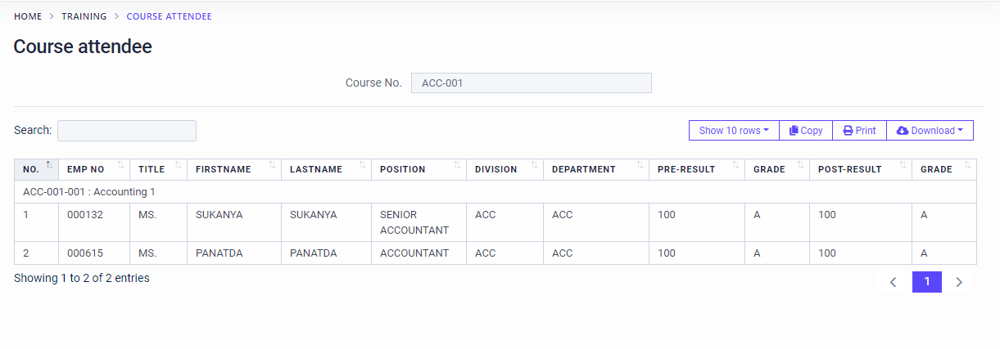 HOME > TRAINING > COURSE ATTENDEE
Course attendee
Course No. ACC-001
Search: Show 10 rows Copy Print Download
NO. EMP NO TITLE FIRSTNAME LASTNAME POSITION DIVISION DEPARTMENT PRE-RESULT GRADE POST-RESULT GRADE
ACC-001-001 : Accounting 1
1 000132 MS. SUKANYA SUKANYA SENIOR ACCOUNTANT ACC ACC 100 A 100 A
2 000615 MS. PANATDA PANATDA ACCOUNTANT ACC ACC 100 A 100 A
Showing 1 to 2 of 2 entries
< 1 >